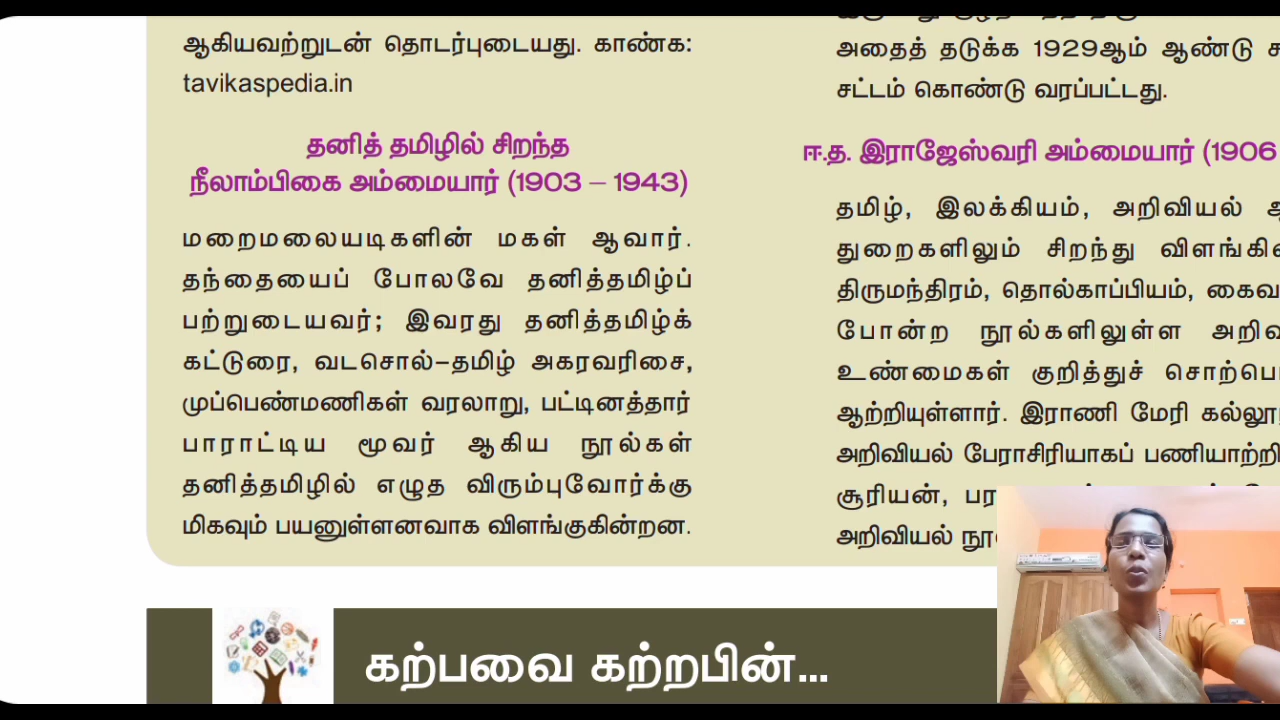 ஆகியவற்றுடன் தொடர்புடையது. காண்க:
tavikaspedia.in
தனித் தமிழில் சிறந்த
நீலாம்பிகை அம்மையார் (1903 – 1943)
மறைமலையடிகளின் மகள் ஆவார்.
தந்தையைப் போலவே தனித்தமிழ்ப்
பற்றுடையவர்; இவரது தனித்தமிழ்க்
கட்டுரை, வடசொல்–தமிழ் அகரவரிசை,
முப்பெண்மணிகள் வரலாறு, பட்டினத்தார்
பாராட்டிய மூவர் ஆகிய நூல்கள்
தனித்தமிழில் எழுத விரும்புவோர்க்கு
மிகவும் பயனுள்ளனவாக விளங்குகின்றன.
அதைத் தடுக்க 1929ஆம் ஆண்டு
சட்டம் கொண்டு வரப்பட்டது.
ஈ.த. இராஜேஸ்வரி அம்மையார் (1906
தமிழ், இலக்கியம், அறிவியல்
துறைகளிலும் சிறந்து
திருமந்திரம், தொல்காப்பியம்,
போன்ற நூல்களிலுள்ள
உண்மைகள் குறித்துச்
ஆற்றியுள்ளார். இராணி மேரி
அறிவியல் பேராசிரியாகப்
சூரியன்,
அறிவியல்
கற்பவை கற்றபின்...